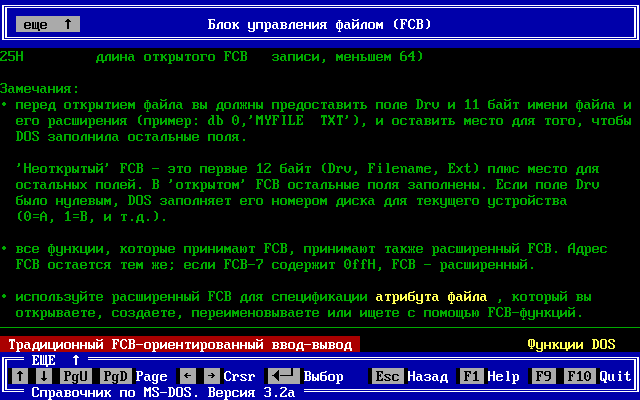 еще ↑ Блок управления файлом (FCB)
25H длина открытого FCB записи, меньшем 64)
Замечания:
• перед открытием файла вы должны предоставить поле Drv и 11 байт имени файла и
его расширения (пример: db 0,'MYFILE  TXT'), и оставить место для того, чтобы
DOS заполнила остальные поля.
'Неоткрытый' FCB – это первые 12 байт (Drv, Filename, Ext) плюс место для
остальных полей. В 'открытом' FCB остальные поля заполнены. Если поле Drv
было нулевым, DOS заполняет его номером диска для текущего устройства
(0=A, 1=B, и т.д.).
• все функции, которые принимают FCB, принимают также расширенный FCB. Адрес
FCB остается тем же; если FCB-7 содержит 0ffH, FCB – расширенный.
• используйте расширенный FCB для спецификации атрибута файла , который вы
открываете, создаете, переименовываете или ищете с помощью FCB-функций.
Традиционный FCB-ориентированный ввод-вывод Функции DOS
ЕЩЕ ↑
↑ ↓ PgU PgD Page ← → Crsr ←┘ Выбор Esc Назад F1 Help F9 F10 Quit
Справочник по MS-DOS. Версия 3.2a